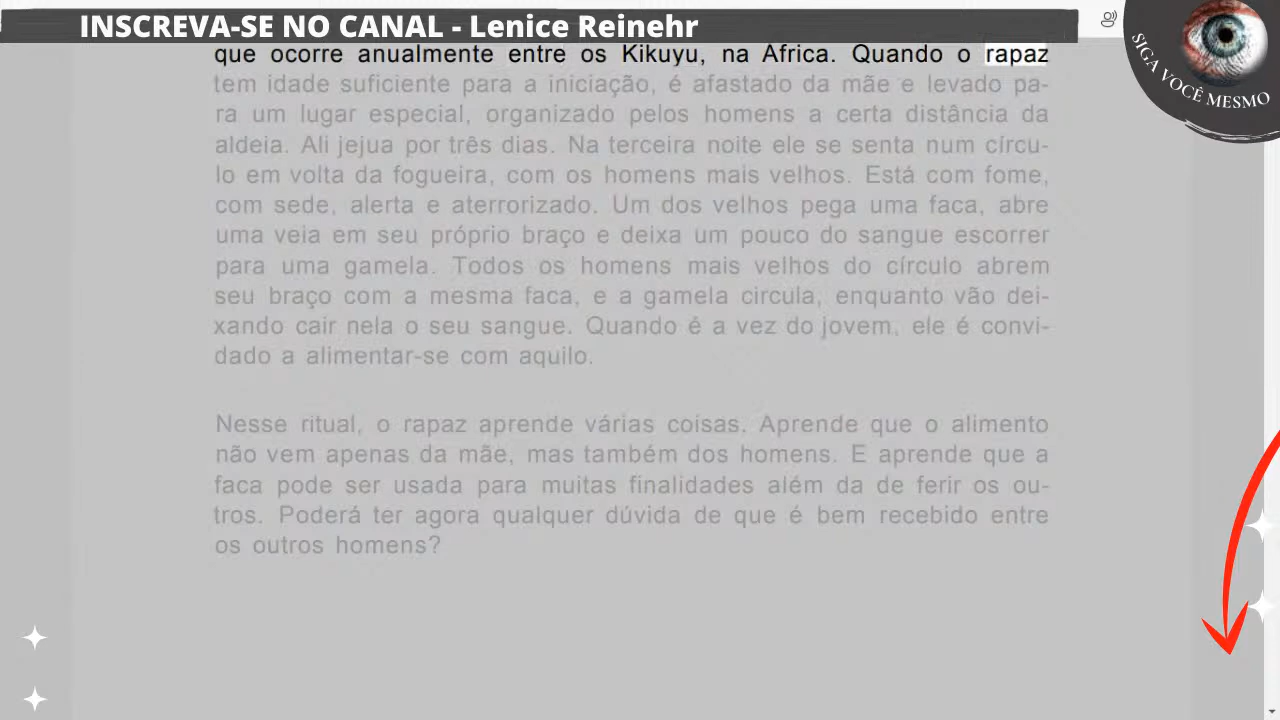 INSCREVA-SE NO CANAL - Lenice Reinehr
SIGA VOCÊ MESMO
que ocorre anualmente entre os Kikuyu, na África. Quando o rapaz
tem idade suficiente para a iniciação, é afastado da mãe e levado pa-
ra um lugar especial, organizado pelos homens a certa distância da
aldeia. Ali jejua por três dias. Na terceira noite ele se senta num círcu-
lo em volta da fogueira, com os homens mais velhos. Está com fome,
com sede, alerta e aterrorizado. Um dos velhos pega uma faca, abre
uma veia em seu próprio braço e deixa um pouco do sangue escorrer
para uma gamela. Todos os homens mais velhos do círculo abrem
seu braço com a mesma faca, e a gamela circula, enquanto vão dei-
xando cair nela o seu sangue. Quando é a vez do jovem, ele é convi-
dado a alimentar-se com aquilo.
Nesse ritual, o rapaz aprende várias coisas. Aprende que o alimento
não vem apenas da mãe, mas também dos homens. E aprende que a
faca pode ser usada para muitas finalidades além da de ferir os ou-
tros. Poderá ter agora qualquer dúvida de que é bem recebido entre
os outros homens?